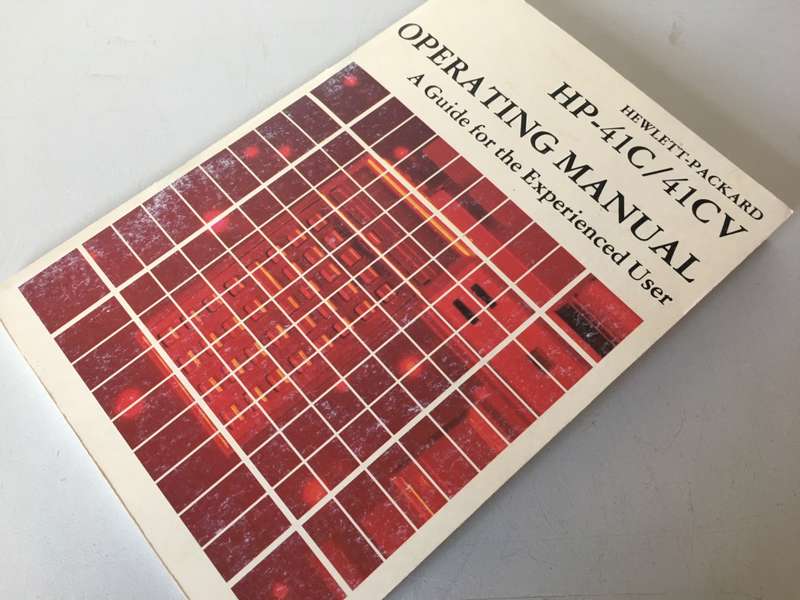 HEWLETT-PACKARD
HP-41C/41CV
OPERATING MANUAL
A Guide for the Experienced User